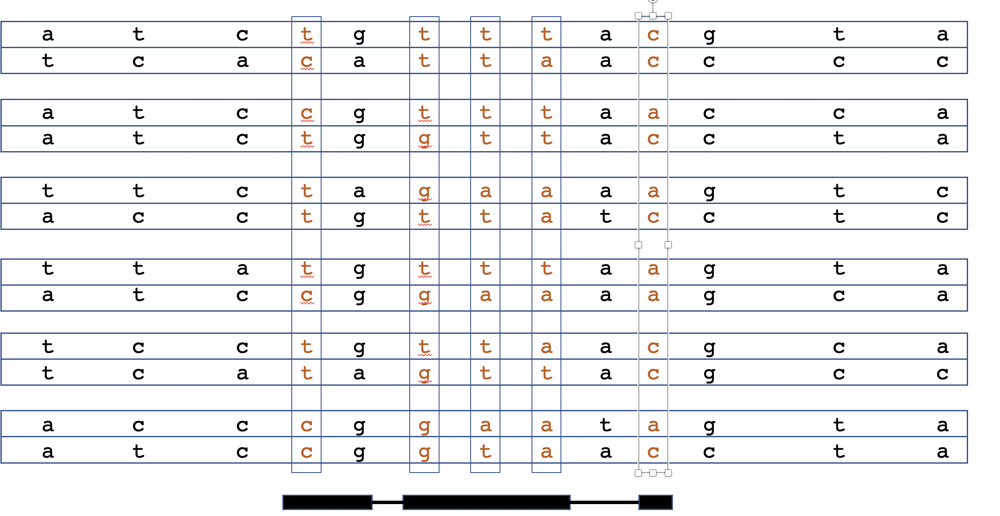 a t c t g t t t a c g t a
t c a c a t t a a c c c c
a t c c g t t t a a c c a
a t c t g g t t a c c t a
t t c t a g a a a a g t c
a c c t g t t a t c c t c
t t a t g t t t a a g t a
a t c c g g a a a a g c a
t c c t g t t a a c g c a
t c a t a g t t a c g c c
a c c c g g a a t a g t a
a t c c g g t a a c c t a